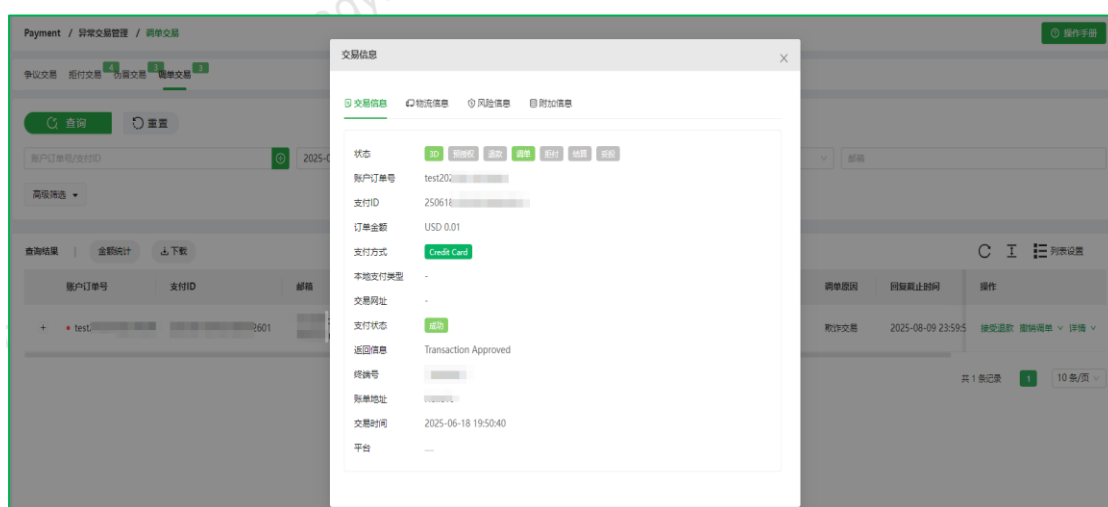 Payment / 异常交易管理 / 调单交易
操作手册
争议交易 拒付交易 4 伪冒交易 3 调单交易 3
查询 重置
账户订单号/支付ID 2025-0 邮箱
高级筛选
查询结果 金额统计 下载 列表设置
账户订单号 支付ID 邮箱 调单原因 回复截止时间 操作
+ test 2601 欺诈交易 2025-08-09 23:59:5 接受退款 撤销调单 详情
共 1 条记录 1 10 条/页
交易信息
交易信息 物流信息 风险信息 附加信息
状态 3D 预授权 退款 调单 拒付 结算
账户订单号 test202
支付ID 250618
订单金额 USD 0.01
支付方式 Credit Card
本地支付类型 -
交易网址 -
支付状态 成功
返回信息 Transaction Approved
终端号
账单地址
交易时间 2025-06-18 19:50:40
平台